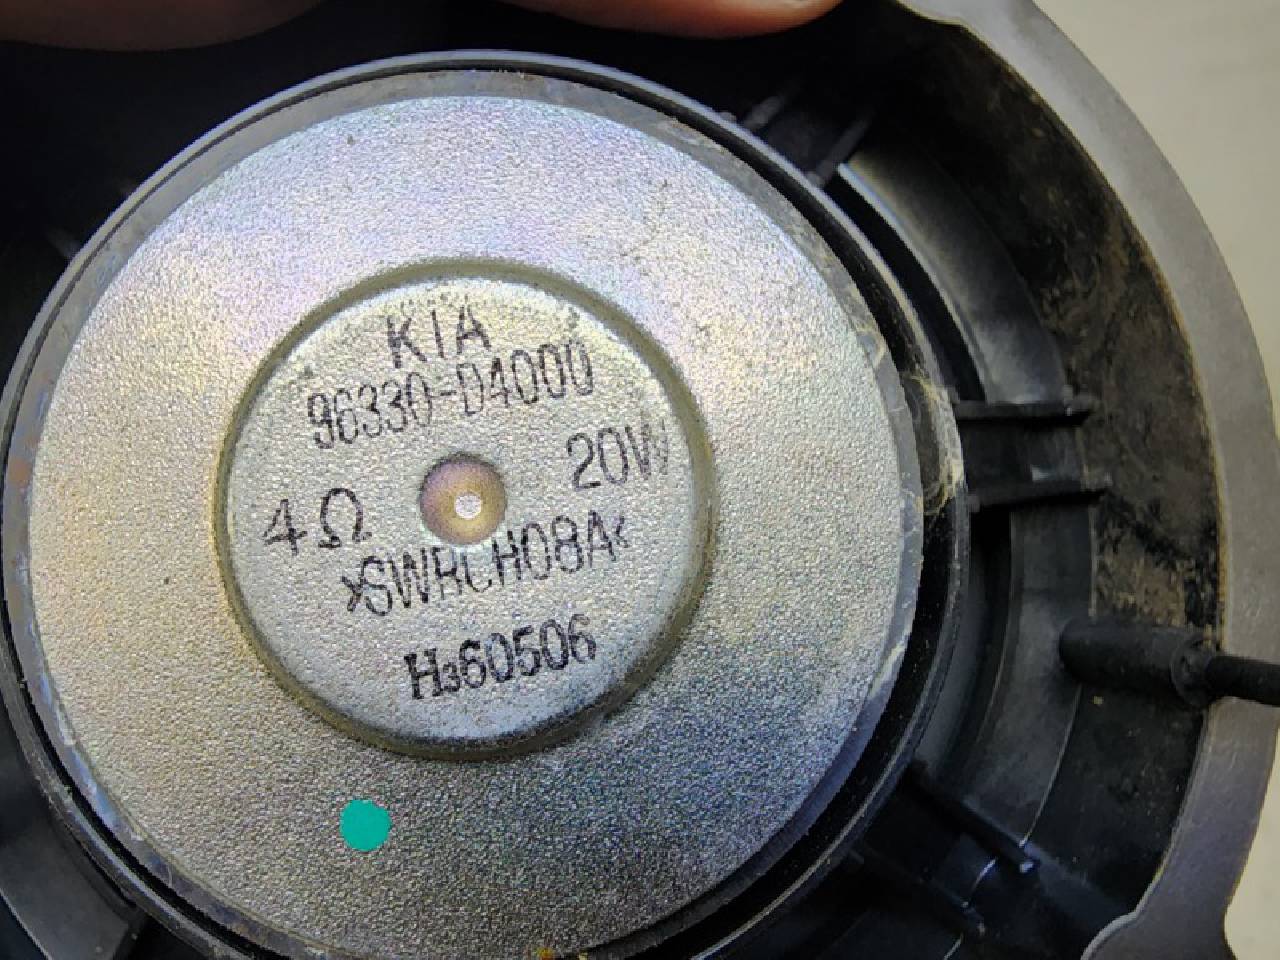 KIA
96330-D4000
20W
4Ω
>SWRCH08A<
H360506